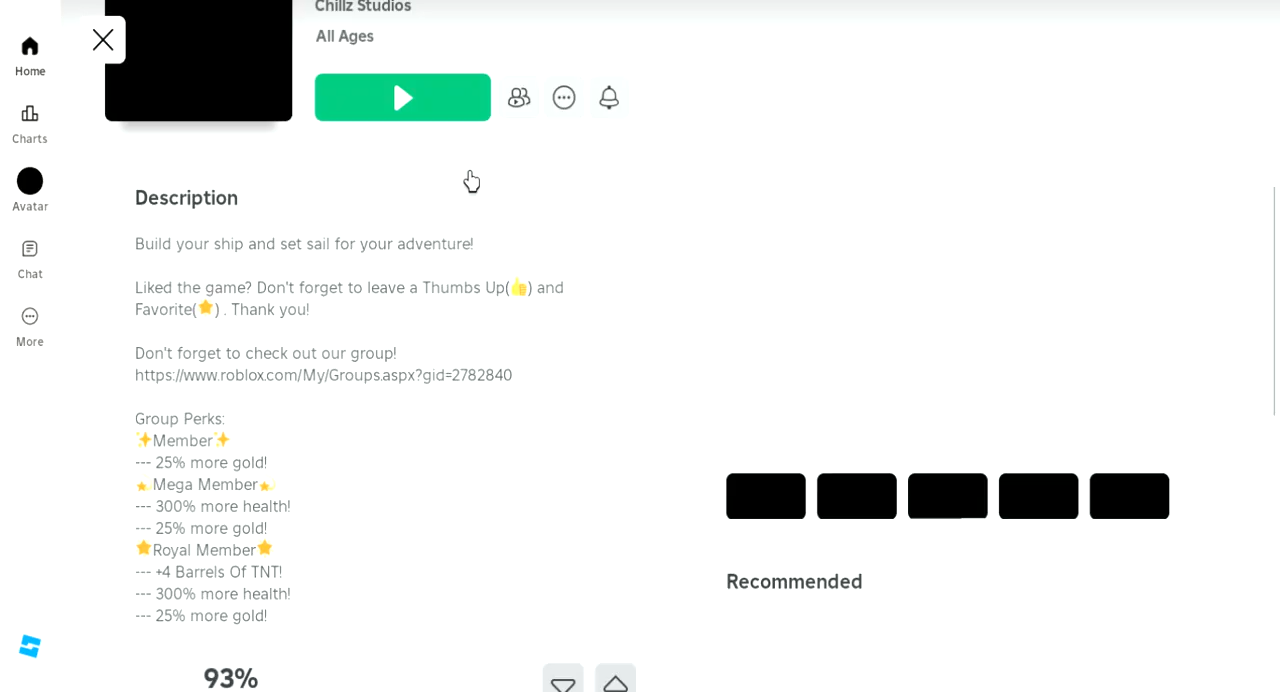 Chillz Studios
All Ages
Home
Charts
Avatar
Chat
More
Description
Build your ship and set sail for your adventure!
Liked the game? Don't forget to leave a Thumbs Up(👍) and
Favorite(⭐) . Thank you!
Don't forget to check out our group!
https://www.roblox.com/My/Groups.aspx?gid=2782840
Group Perks:
✨Member✨
--- 25% more gold!
🌟Mega Member🌟
--- 300% more health!
--- 25% more gold!
⭐Royal Member⭐
--- +4 Barrels Of TNT!
--- 300% more health!
--- 25% more gold!
93%
Recommended